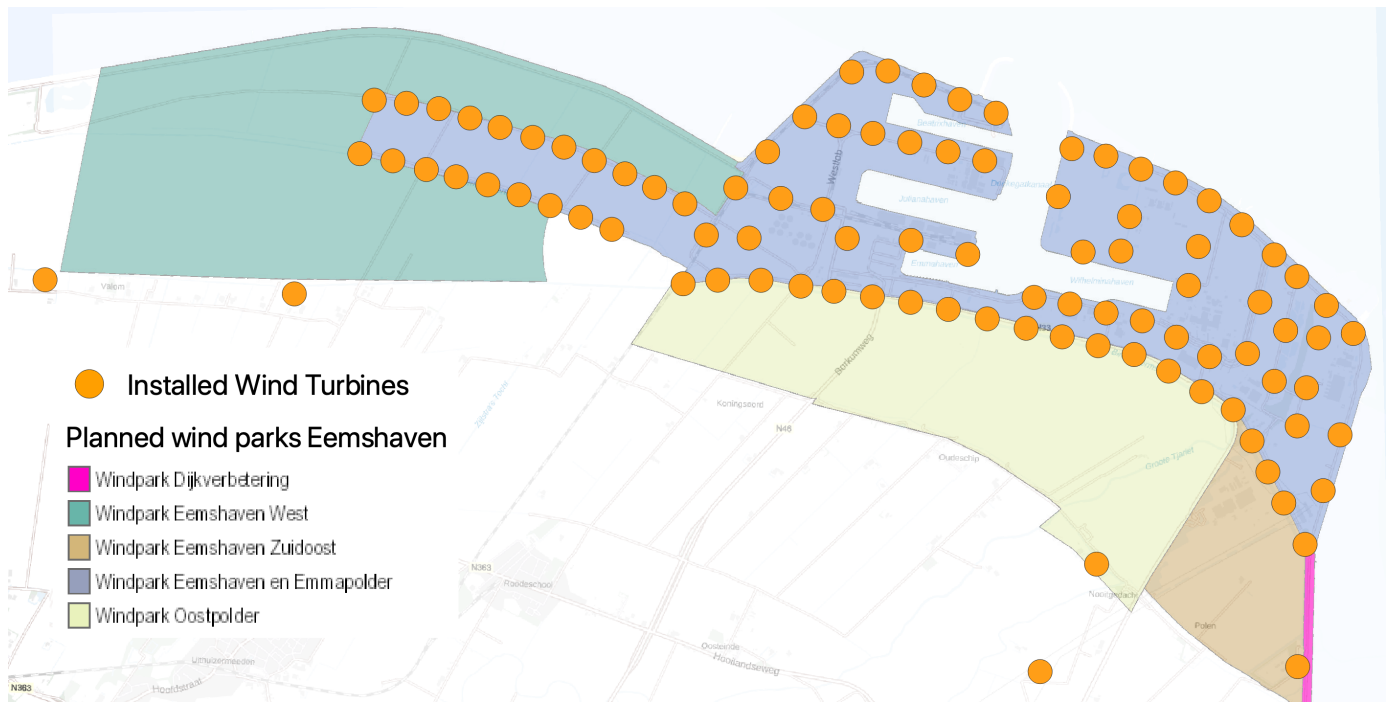 Westlob
Julianahaven
Emmahaven
Wilhelminahaven
Valom
N33
Borkumweg
Installed Wind Turbines
Koningsoord
Planned wind parks Eemshaven
N46
Oudeschip
Groote Tjariet
Windpark Dijkverbetering
Windpark Eemshaven West
Windpark Eemshaven Zuidoost
N363
Windpark Eemshaven en Emmapolder
Roodeschool
Windpark Oostpolder
Polen
Oosteinde
Uithuizermeeden
Hooilandseweg
Hoofdstraat
N363